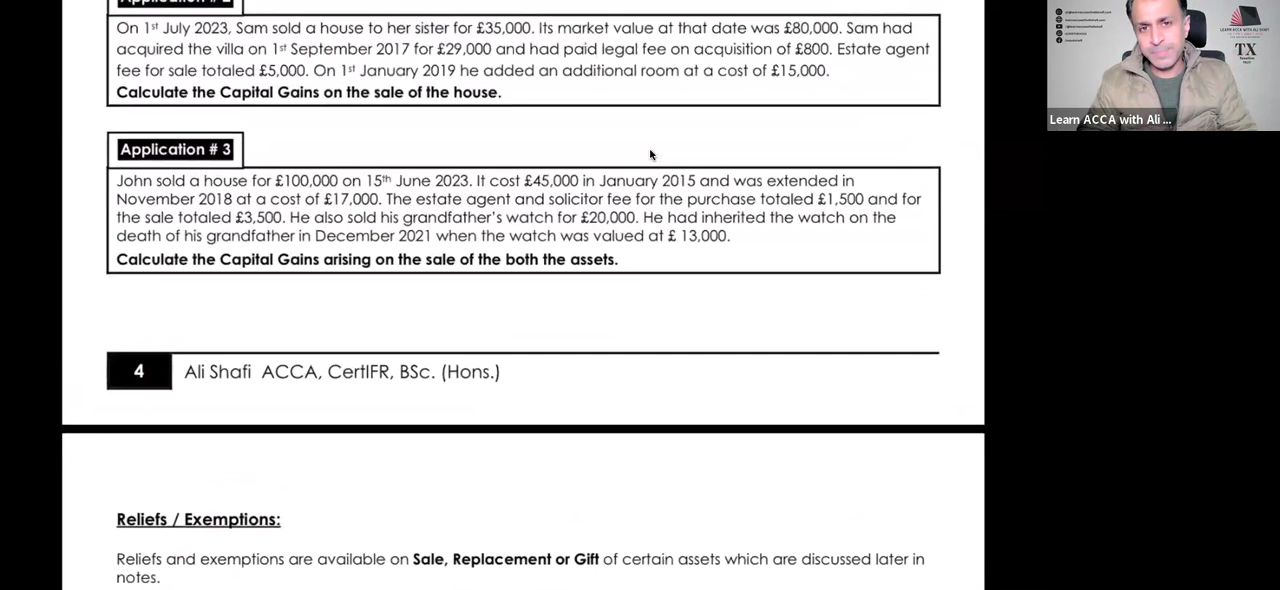 Application # 2
On 1st July 2023, Sam sold a house to her sister for £35,000. Its market value at that date was £80,000. Sam had
acquired the villa on 1st September 2017 for £29,000 and had paid legal fee on acquisition of £800. Estate agent
fee for sale totaled £5,000. On 1st January 2019 he added an additional room at a cost of £15,000.
Calculate the Capital Gains on the sale of the house.
Application # 3
John sold a house for £100,000 on 15th June 2023. It cost £45,000 in January 2015 and was extended in
November 2018 at a cost of £17,000. The estate agent and solicitor fee for the purchase totaled £1,500 and for
the sale totaled £3,500. He also sold his grandfather's watch for £20,000. He had inherited the watch on the
death of his grandfather in December 2021 when the watch was valued at £ 13,000.
Calculate the Capital Gains arising on the sale of the both the assets.
4 Ali Shafi ACCA, CertIFR, BSc. (Hons.)
Reliefs / Exemptions:
Reliefs and exemptions are available on Sale, Replacement or Gift of certain assets which are discussed later in
notes.
LEARN ACCA WITH ALI SHAFI
TX
Learn ACCA with Ali ...